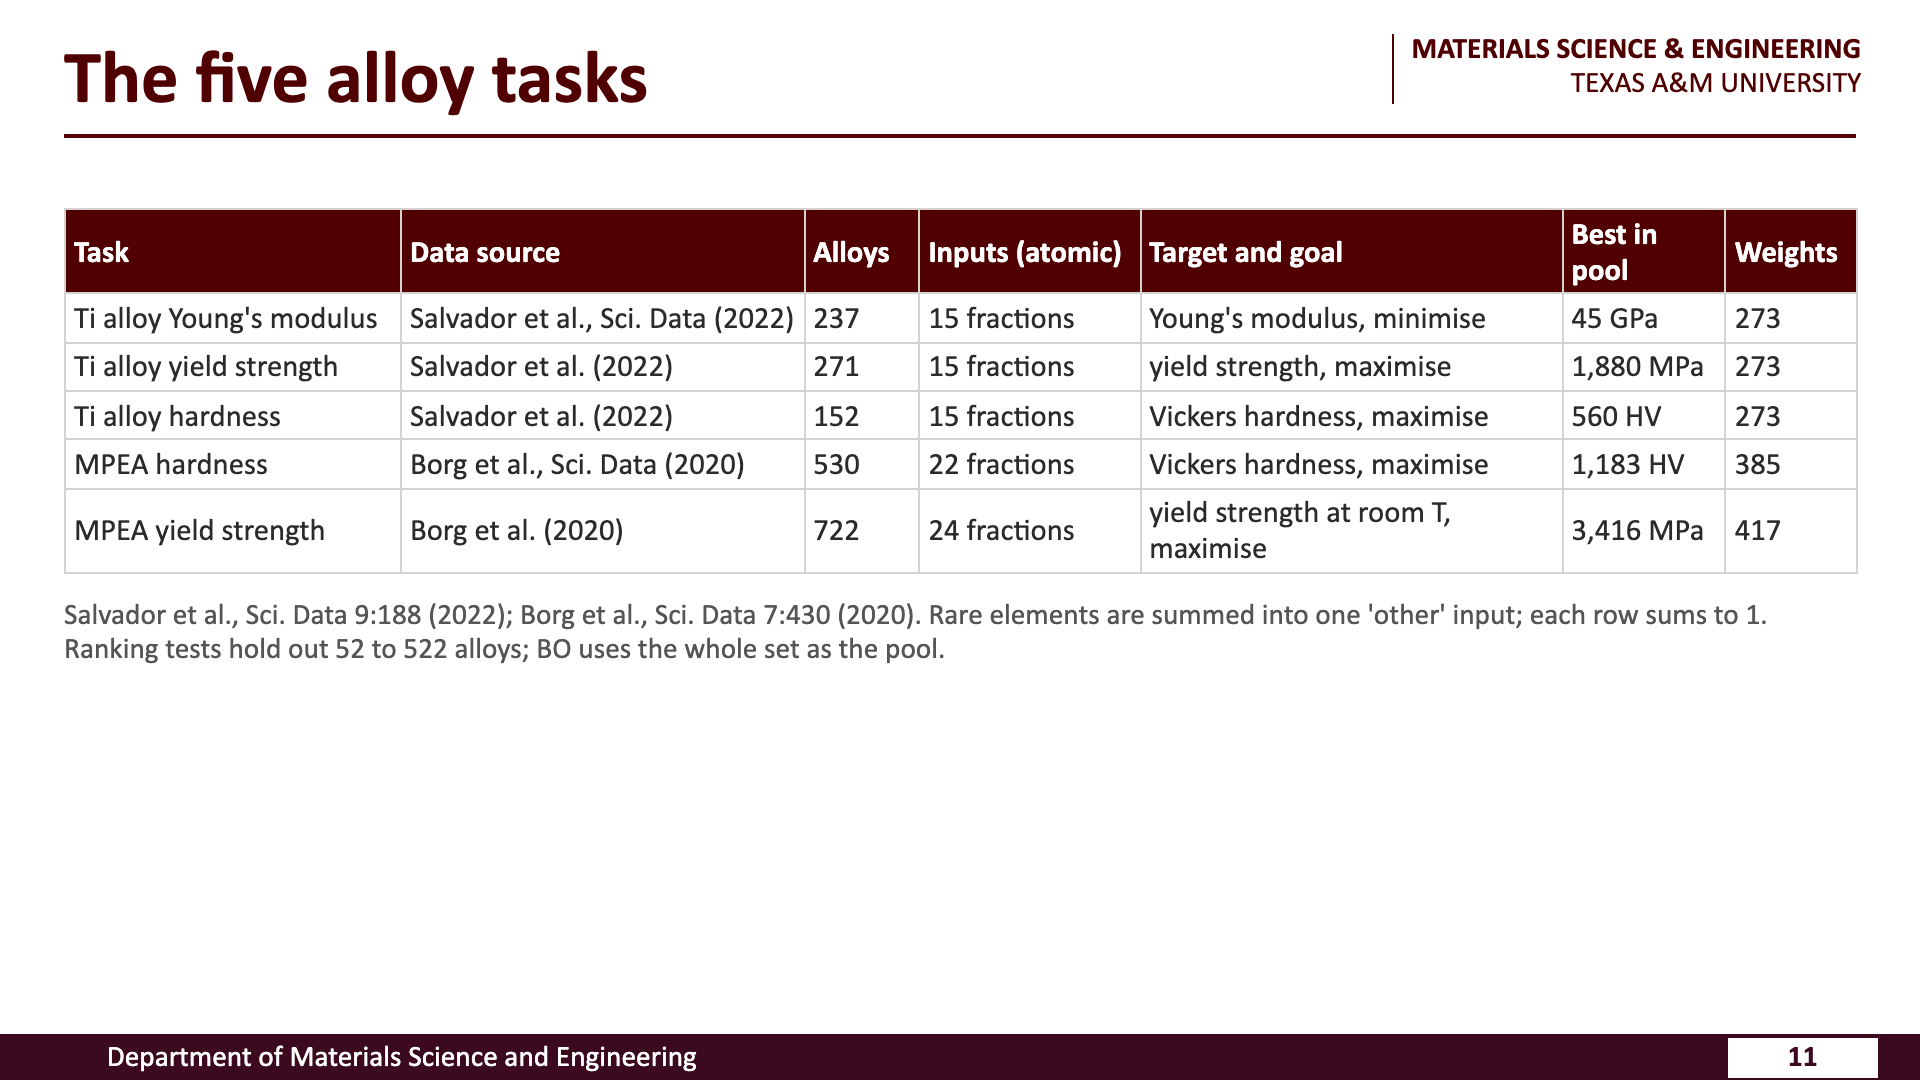 The five alloy tasks
MATERIALS SCIENCE & ENGINEERING
TEXAS A&M UNIVERSITY
Task Data source Alloys Inputs (atomic) Target and goal Best in pool Weights
Ti alloy Young's modulus Salvador et al., Sci. Data (2022) 237 15 fractions Young's modulus, minimise 45 GPa 273
Ti alloy yield strength Salvador et al. (2022) 271 15 fractions yield strength, maximise 1,880 MPa 273
Ti alloy hardness Salvador et al. (2022) 152 15 fractions Vickers hardness, maximise 560 HV 273
MPEA hardness Borg et al., Sci. Data (2020) 530 22 fractions Vickers hardness, maximise 1,183 HV 385
MPEA yield strength Borg et al. (2020) 722 24 fractions yield strength at room T, maximise 3,416 MPa 417
Salvador et al., Sci. Data 9:188 (2022); Borg et al., Sci. Data 7:430 (2020). Rare elements are summed into one 'other' input; each row sums to 1.
Ranking tests hold out 52 to 522 alloys; BO uses the whole set as the pool.
Department of Materials Science and Engineering
11